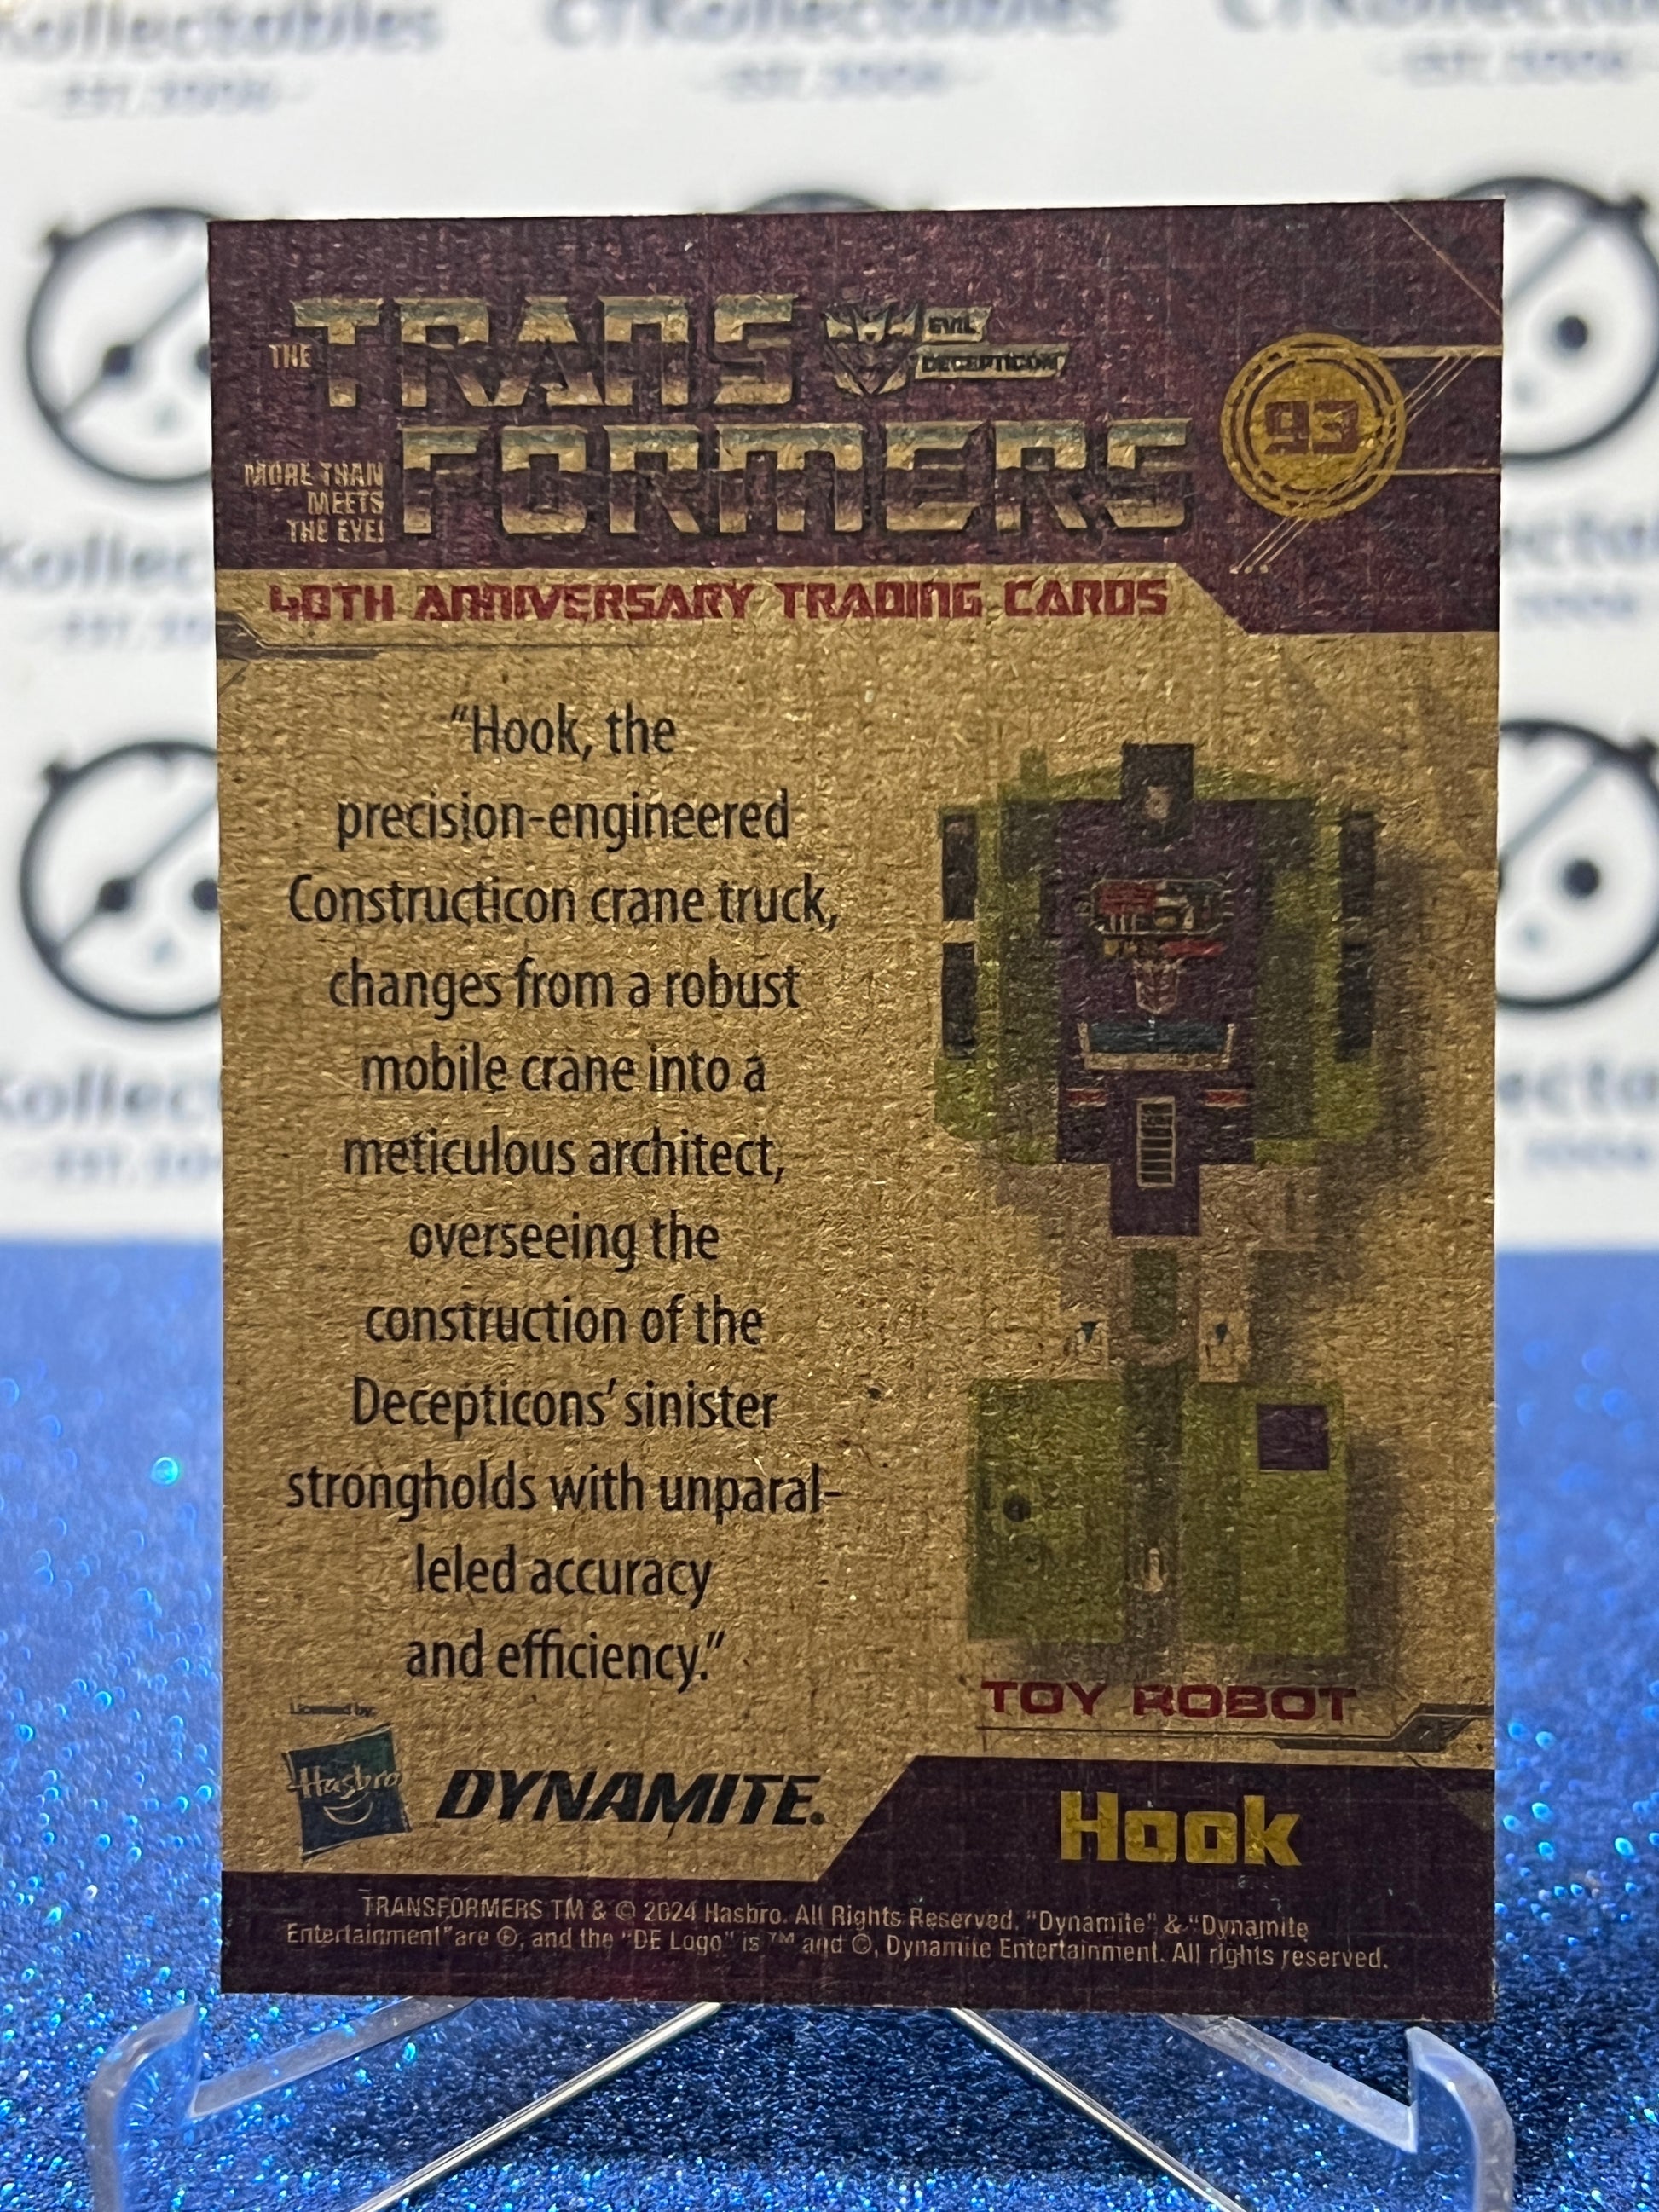 Kollectables
CYKollectables
CYKollectables
THE TRANS EVIL DECEPTICON
FORMERS
MORE THAN
MEETS
THE EYE!
93
40TH ANNIVERSARY TRADING CARDS
“Hook, the
precision-engineered
Constructicon crane truck,
changes from a robust
mobile crane into a
meticulous architect,
overseeing the
construction of the
Decepticons’ sinister
strongholds with unparal-
leled accuracy
and efficiency.”
TOY ROBOT
Licensed by:
Hasbro
DYNAMITE.
Hook
TRANSFORMERS TM & © 2024 Hasbro. All Rights Reserved. "Dynamite" & "Dynamite
Entertainment" are ®, and the "DE Logo" is ™ and ©, Dynamite Entertainment. All rights reserved.